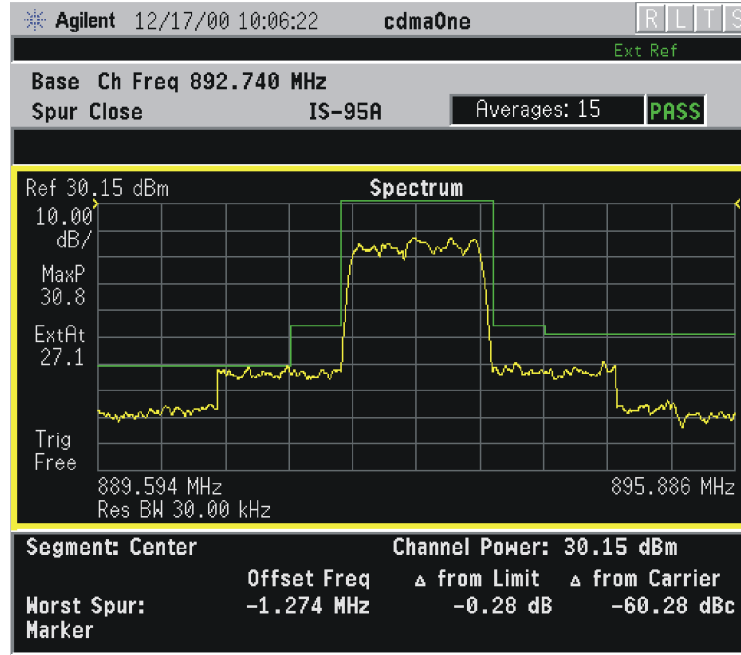 Agilent 12/17/00 10:06:22 cdmaOne R L T S
Ext Ref
Base Ch Freq 892.740 MHz
Spur Close IS-95A Averages: 15 PASS
Ref 30.15 dBm Spectrum
10.00
dB/
MaxP
30.8
ExtAt
27.1
Trig
Free
889.594 MHz 895.886 MHz
Res BW 30.00 kHz
Segment: Center Channel Power: 30.15 dBm
Offset Freq Δ from Limit Δ from Carrier
Worst Spur: -1.274 MHz -0.28 dB -60.28 dBc
Marker